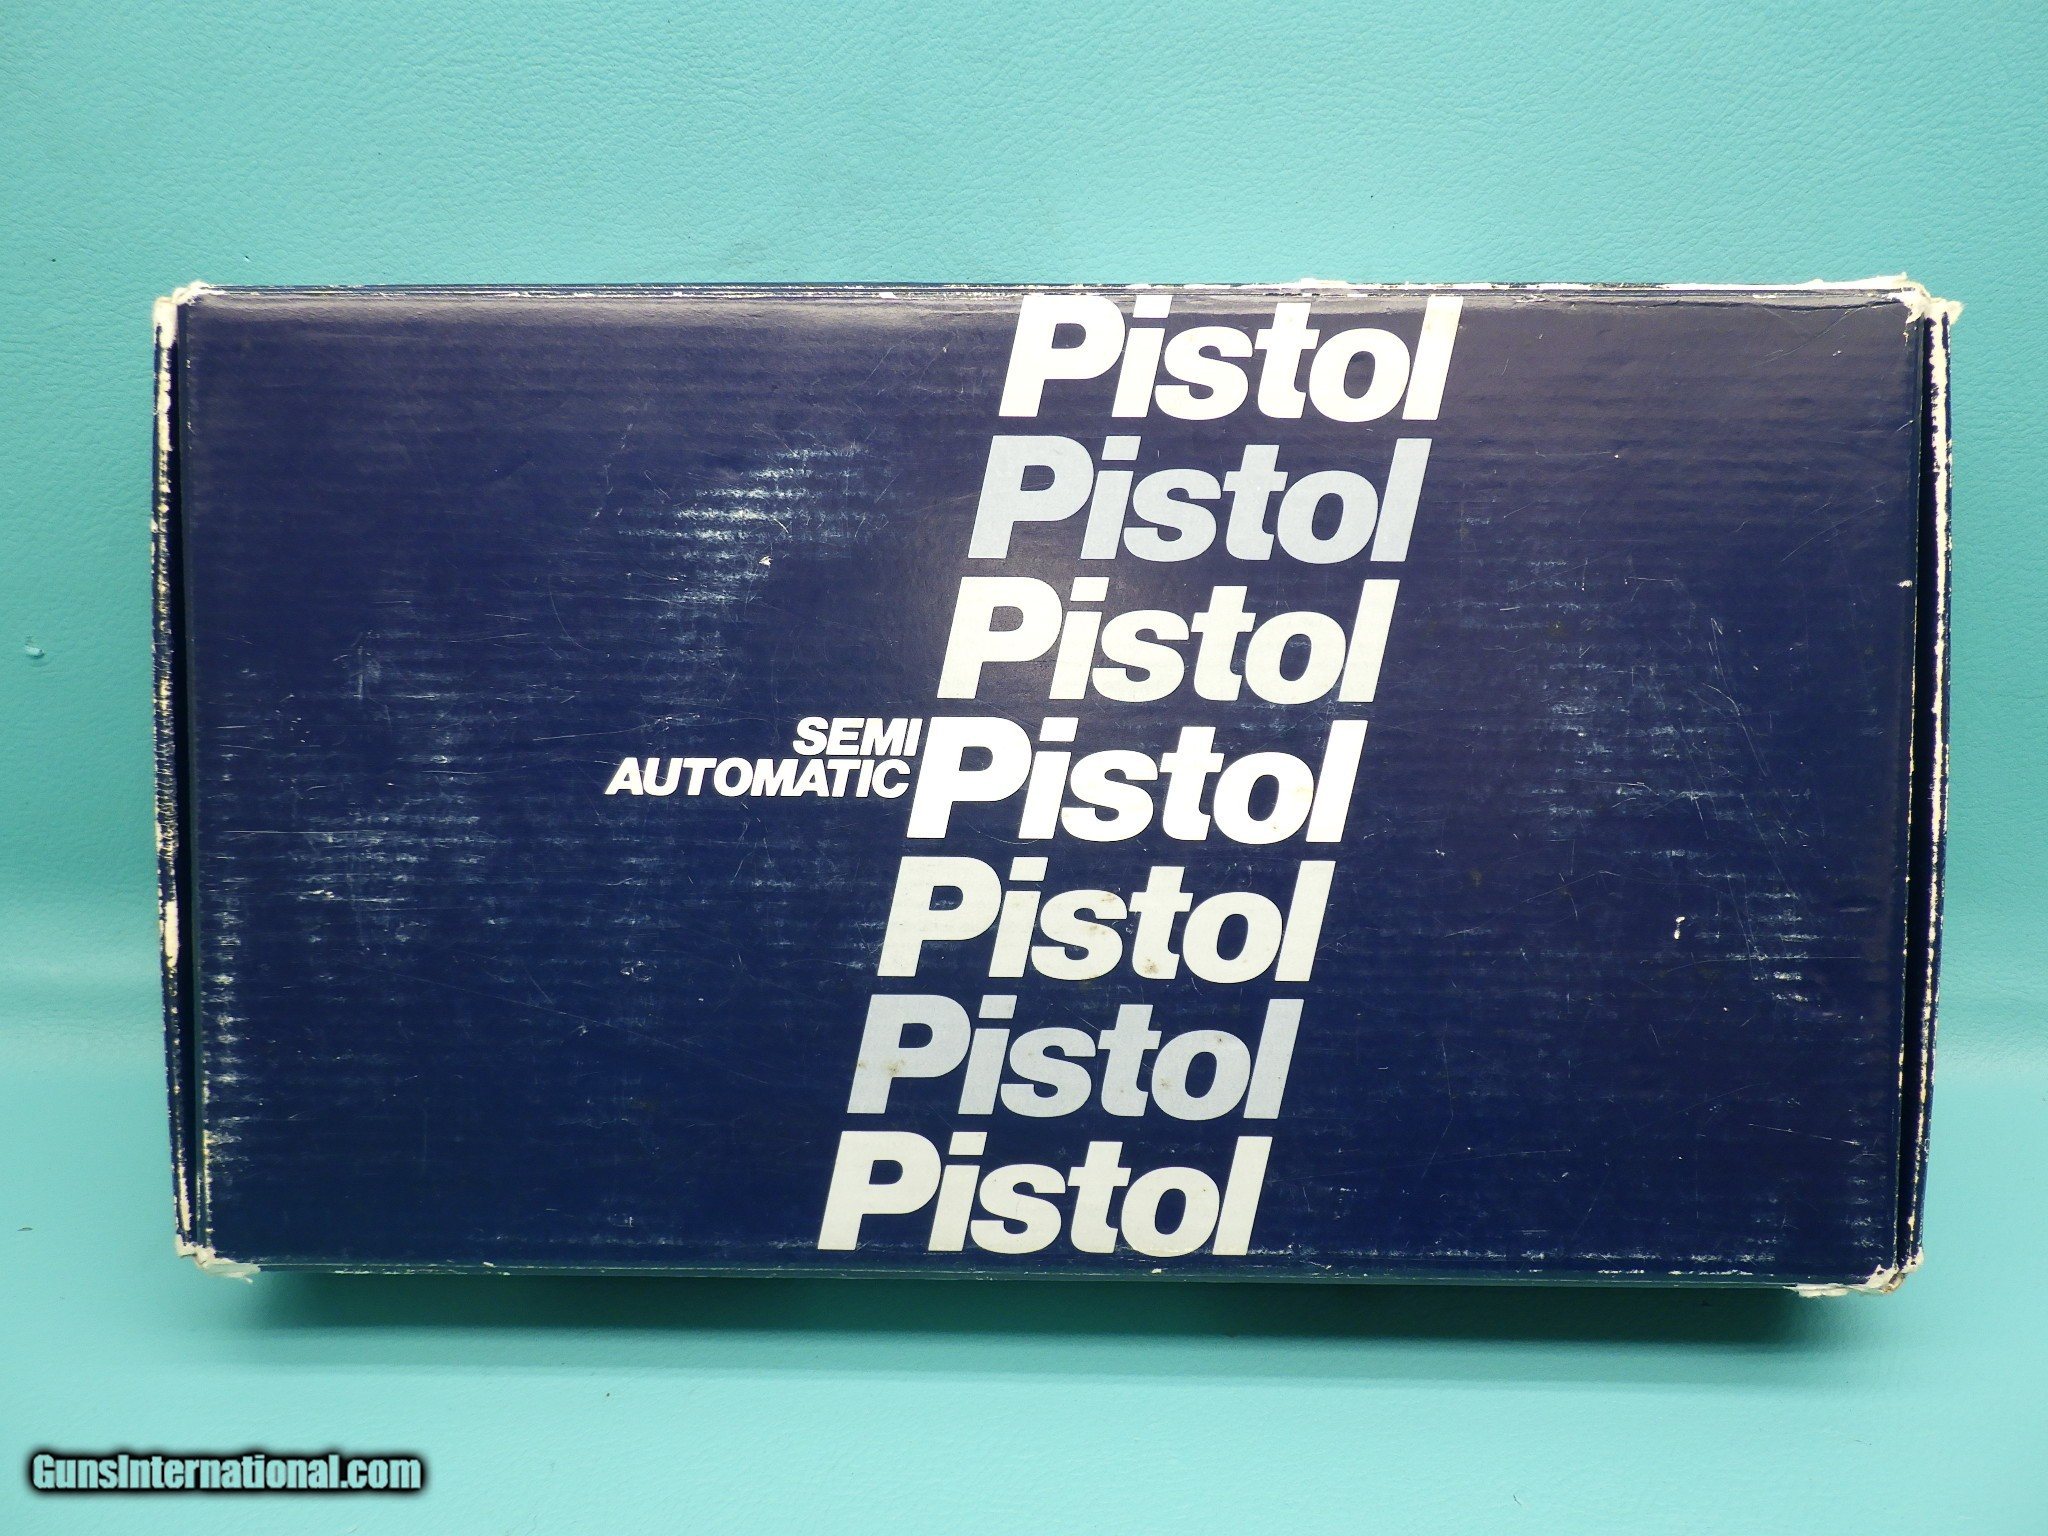 Pistol
Pistol
Pistol
SEMI
AUTOMATIC Pistol
Pistol
Pistol
Pistol
GunsInternational.com